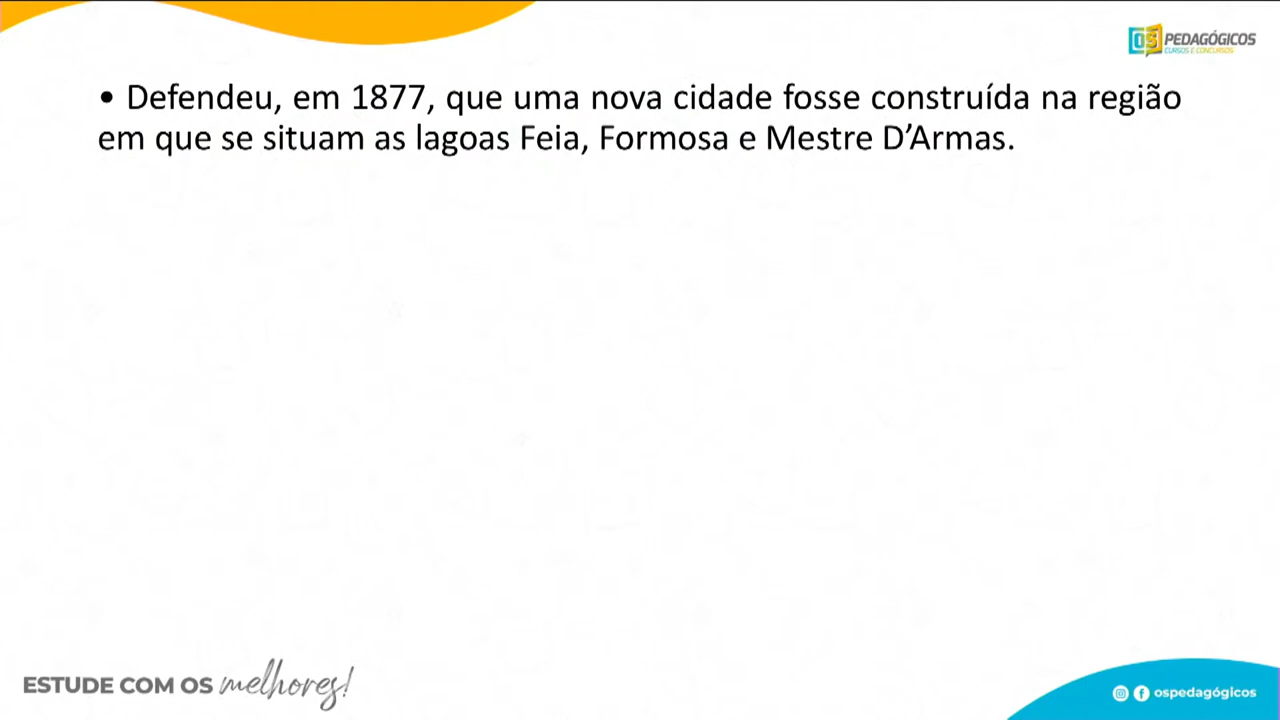 OS PEDAGÓGICOS
CURSOS E CONCURSOS
• Defendeu, em 1877, que uma nova cidade fosse construída na região
em que se situam as lagoas Feia, Formosa e Mestre D’Armas.
ESTUDE COM OS melhores!
ospedagógicos